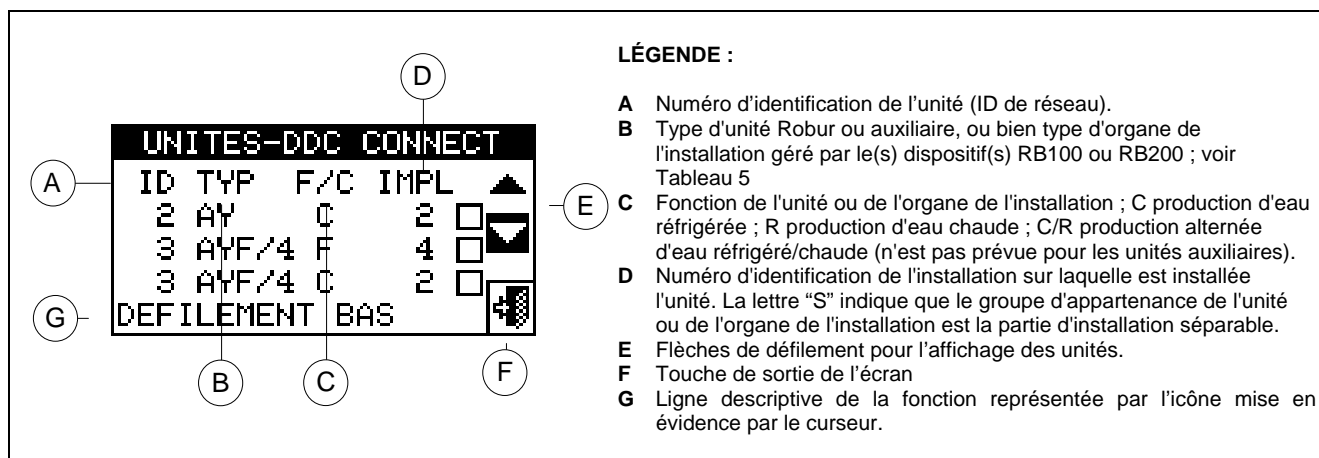 D
UNITES-DDC CONNECT
A
ID TYP F/C IMPL
E
2 AY C 2
3 AYF/4 F 4
3 AYF/4 C 2
G
DEFILEMENT BAS
B
C
F
LÉGENDE :
A Numéro d'identification de l'unité (ID de réseau).
B Type d'unité Robur ou auxiliaire, ou bien type d'organe de
l'installation géré par le(s) dispositif(s) RB100 ou RB200 ; voir
Tableau 5
C Fonction de l'unité ou de l'organe de l'installation ; C production d'eau
réfrigérée ; R production d'eau chaude ; C/R production alternée
d'eau réfrigéré/chaude (n'est pas prévue pour les unités auxiliaires).
D Numéro d'identification de l'installation sur laquelle est installée
l'unité. La lettre “S” indique que le groupe d'appartenance de l'unité
ou de l'organe de l'installation est la partie d'installation séparable.
E Flèches de défilement pour l’affichage des unités.
F Touche de sortie de l’écran
G Ligne descriptive de la fonction représentée par l’icône mise en
évidence par le curseur.